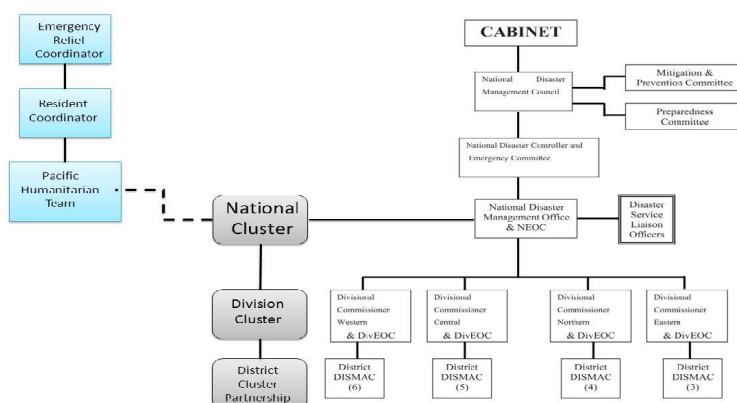 Emergency
Relief
Coordinator
Resident
Coordinator
Pacific
Humanitarian
Team
National
Cluster
Division
Cluster
District
Cluster
Partnership
CABINET
National Disaster
Management Council
Mitigation &
Prevention Committee
Preparedness
Committee
National Disaster Controller and
Emergency Committee
National Disaster
Management Office
& NEOC
Disaster
Service
Liaison
Officers
Divisional
Commissioner
Western
& DivEOC
Divisional
Commissioner
Central
& DivEOC
Divisional
Commissioner
Northern
& DivEOC
Divisional
Commissioner
Eastern
& DivEOC
District
DISMAC
(6)
District
DISMAC
(5)
District
DISMAC
(4)
District
DISMAC
(3)